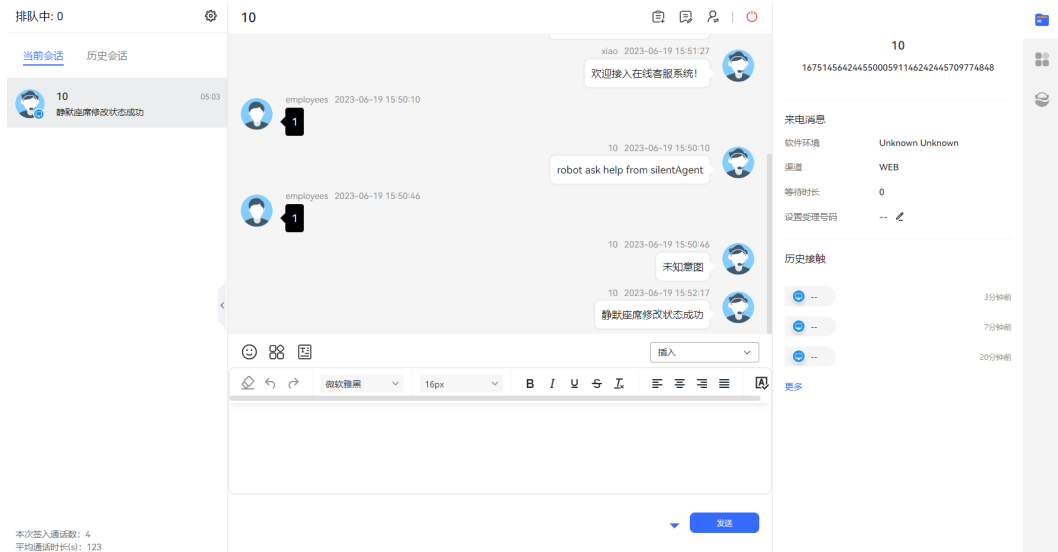 排队中: 0
当前会话
历史会话
10
05:03
静默座席修改状态成功
本次签入通话数: 4
平均通话时长(s): 123
10
xiao 2023-06-19 15:51:27
欢迎接入在线客服系统!
employees 2023-06-19 15:50:10
1
10 2023-06-19 15:50:10
robot ask help from silentAgent
employees 2023-06-19 15:50:46
1
10 2023-06-19 15:50:46
未知意图
10 2023-06-19 15:52:17
静默座席修改状态成功
插入
微软雅黑
16px
B I U S Tx
A
发送
10
16751456424455000591146242445709774848
来电消息
软件环境 Unknown Unknown
渠道 WEB
等待时长 0
设置受理号码 --
历史接触
-- 3分钟前
-- 7分钟前
-- 20分钟前
更多